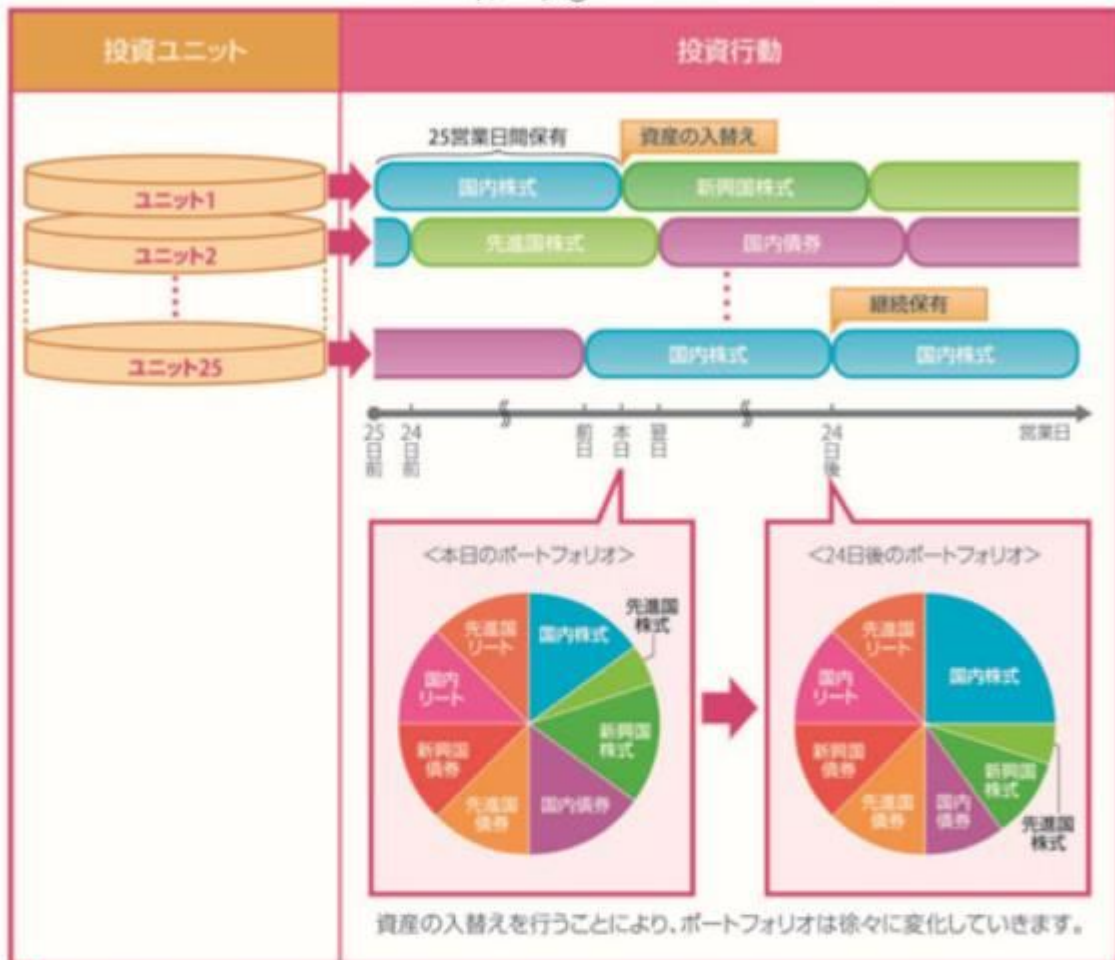 投資ユニット
投資行動
25営業日間保有
資産の入替え
ユニット1
国内株式
新興国株式
ユニット2
先進国株式
国内債券
継続保有
ユニット25
国内株式
国内株式
25日前
24日前
前日
本日
翌日
24日後
営業日
<本日のポートフォリオ>
国内株式
先進国
株式
新興国
株式
国内債券
先進国
債券
新興国
債券
国内
リート
先進国
リート
<24日後のポートフォリオ>
国内株式
先進国
株式
新興国
株式
国内
債券
先進国
債券
新興国
債券
国内
リート
先進国
リート
資産の入替えを行うことにより、ポートフォリオは徐々に変化していきます。